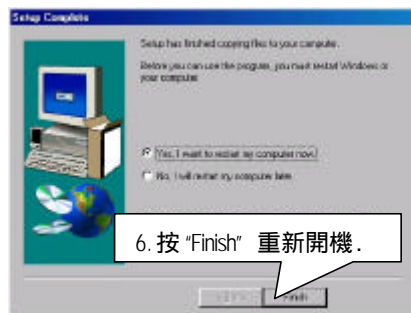 Setup Complete
Setup has finished copying files to your computer.
Before you can use the program, you must restart Windows or
your computer.
Yes, I want to restart my computer now.
No, I will restart my computer later.
6. 按 “Finish” 重新開機.
Finish